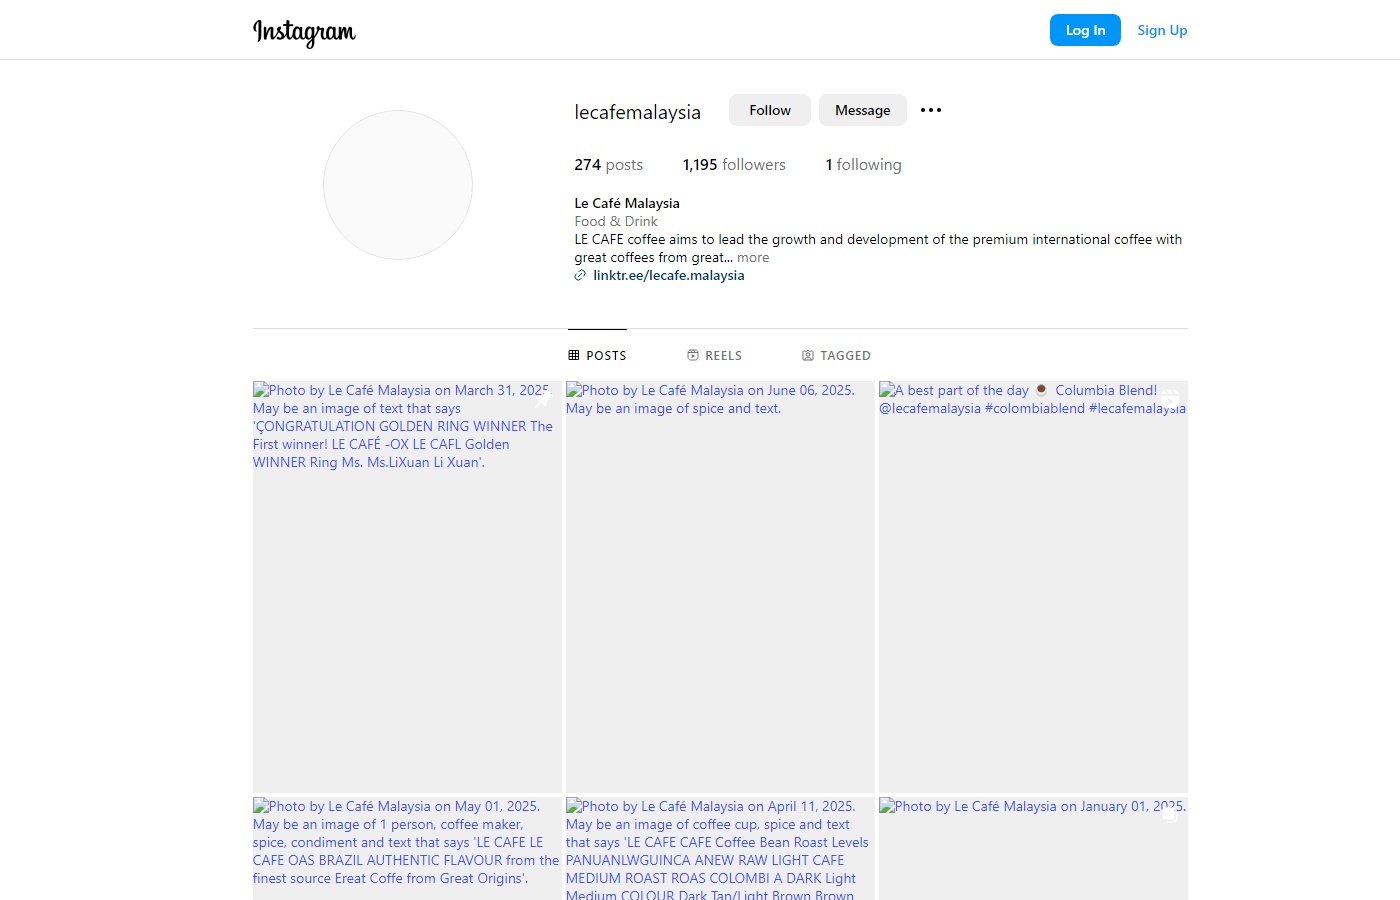 Instagram
Log In
Sign Up
lecafemalaysia
Follow
Message
274 posts
1,195 followers
1 following
Le Café Malaysia
Food & Drink
LE CAFE coffee aims to lead the growth and development of the premium international coffee with
great coffees from great... more
linktr.ee/lecafe.malaysia
POSTS
REELS
TAGGED
Photo by Le Café Malaysia on March 31, 2025.
May be an image of text that says
'ÇONGRATULATION GOLDEN RING WINNER The
First winner! LE CAFÉ -OX LE CAFL Golden
WINNER Ring Ms. Ms.LiXuan Li Xuan'.
Photo by Le Café Malaysia on June 06, 2025.
May be an image of spice and text.
A best part of the day ☕ Columbia Blend!
@lecafemalaysia #colombiablend #lecafemalaysia
Photo by Le Café Malaysia on May 01, 2025.
May be an image of 1 person, coffee maker,
spice, condiment and text that says 'LE CAFE LE
CAFE OAS BRAZIL AUTHENTIC FLAVOUR from the
finest source Ereat Coffe from Great Origins'.
Photo by Le Café Malaysia on April 11, 2025.
May be an image of coffee cup, spice and text
that says 'LE CAFE CAFE Coffee Bean Roast Levels
PANUANLWGUINCA ANEW RAW LIGHT CAFE
MEDIUM ROAST ROAS COLOMBI A DARK Light
Medium COLOUR Dark Tan/Light Brown Brown
Photo by Le Café Malaysia on January 01, 2025.